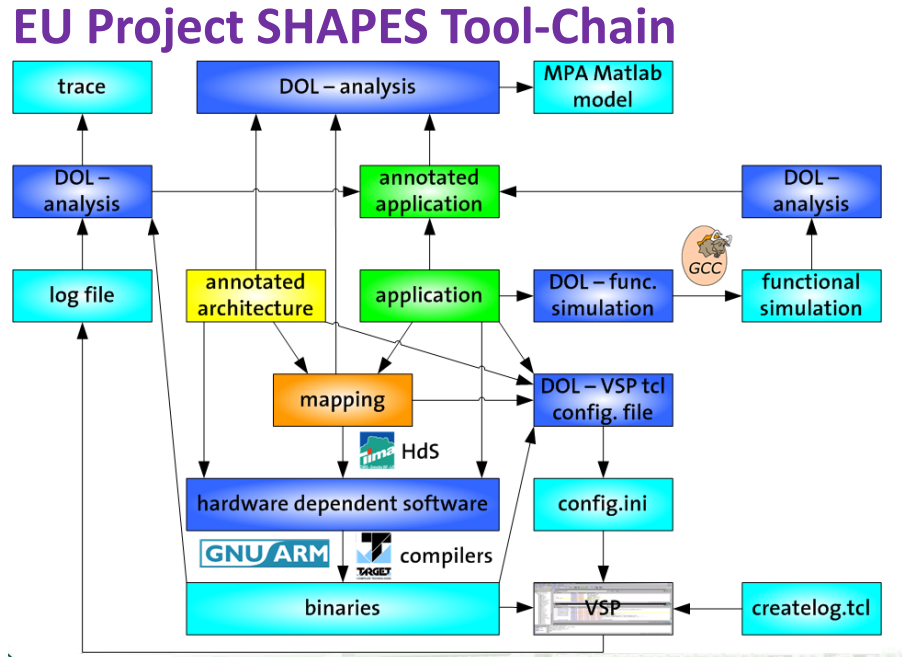 EU Project SHAPES Tool-Chain
trace
DOL – analysis
MPA Matlab
model
DOL –
analysis
annotated
application
DOL –
analysis
log file
annotated
architecture
application
DOL – func.
simulation
GCC
functional
simulation
mapping
DOL – VSP tcl
config. file
tima
HdS
hardware dependent software
config.ini
GNU/ARM
TARGET
compilers
binaries
VSP
createlog.tcl